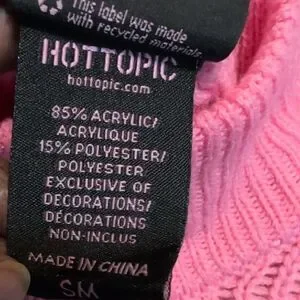 This label was made
with recycled materials
HOTTOPIC
hottopic.com
85% ACRYLIC/
ACRYLIQUE
15% POLYESTER/
POLYESTER
EXCLUSIVE OF
DECORATIONS/
DÉCORATIONS
NON-INCLUS
MADE IN CHINA
SM